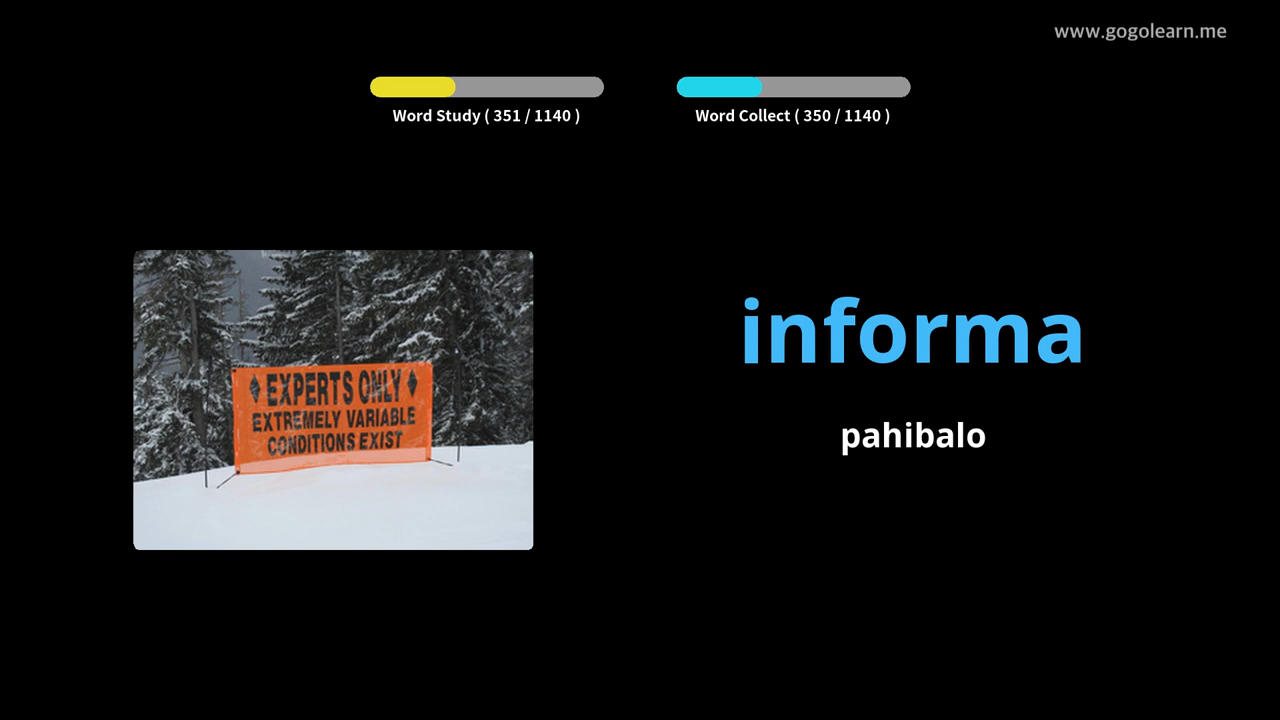 www.gogolearn.me
Word Study ( 351 / 1140 )
Word Collect ( 350 / 1140 )
EXPERTS ONLY
EXTREMELY VARIABLE
CONDITIONS EXIST
informa
pahibalo